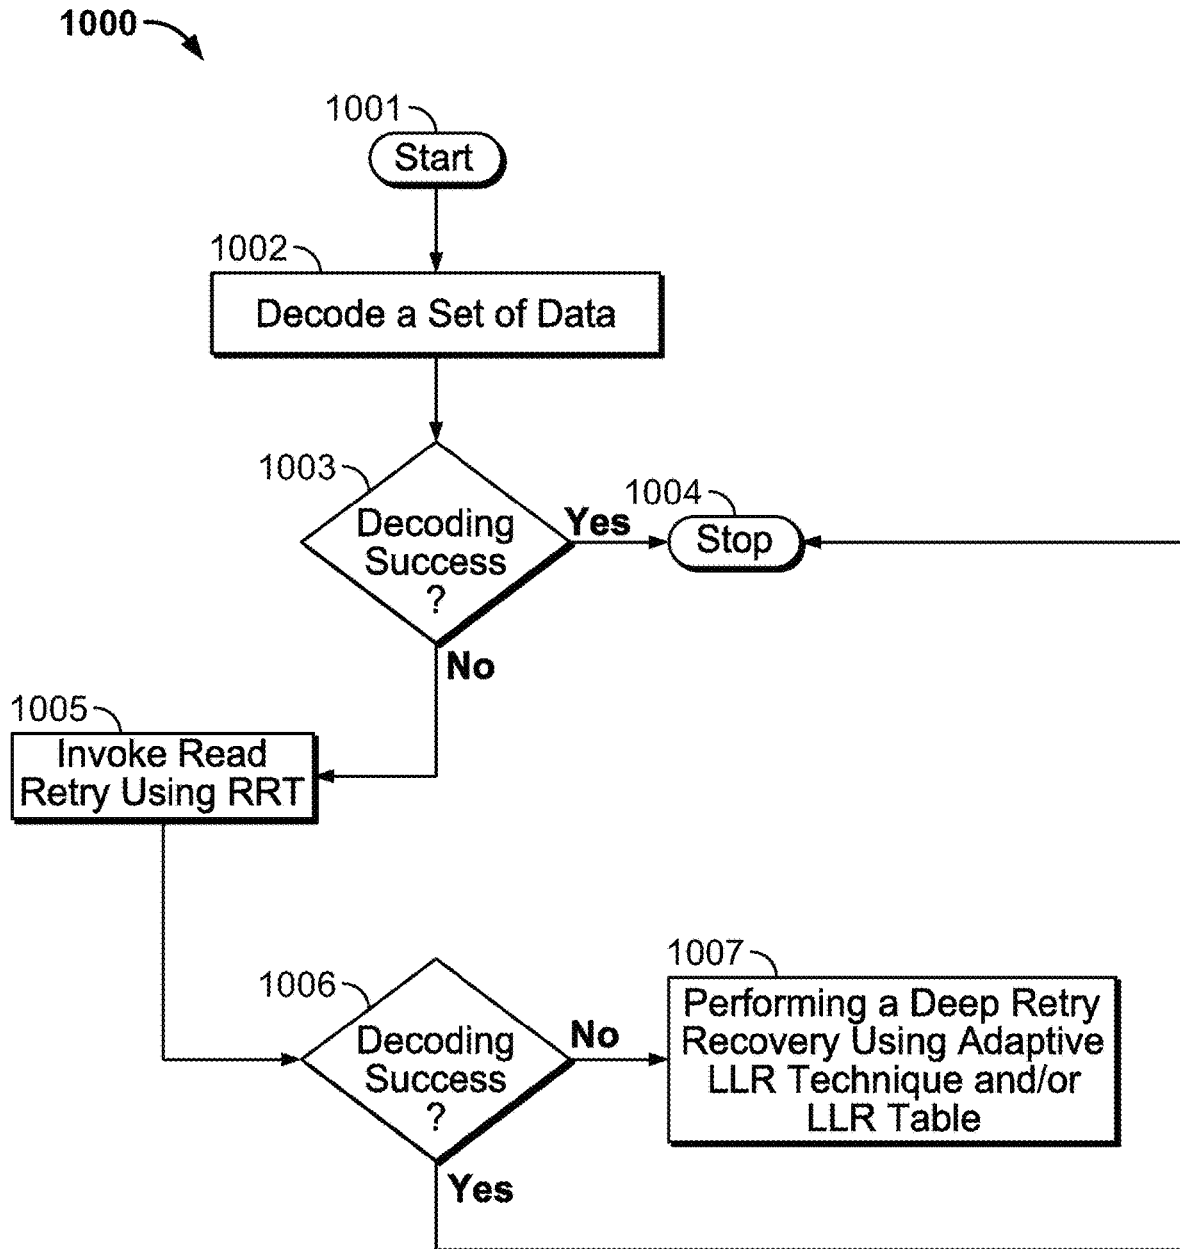 1000
1001
Start
1002
Decode a Set of Data
1003
Decoding
Success
?
Yes
1004
Stop
No
1005
Invoke Read
Retry Using RRT
1006
Decoding
Success
?
No
1007
Performing a Deep Retry
Recovery Using Adaptive
LLR Technique and/or
LLR Table
Yes